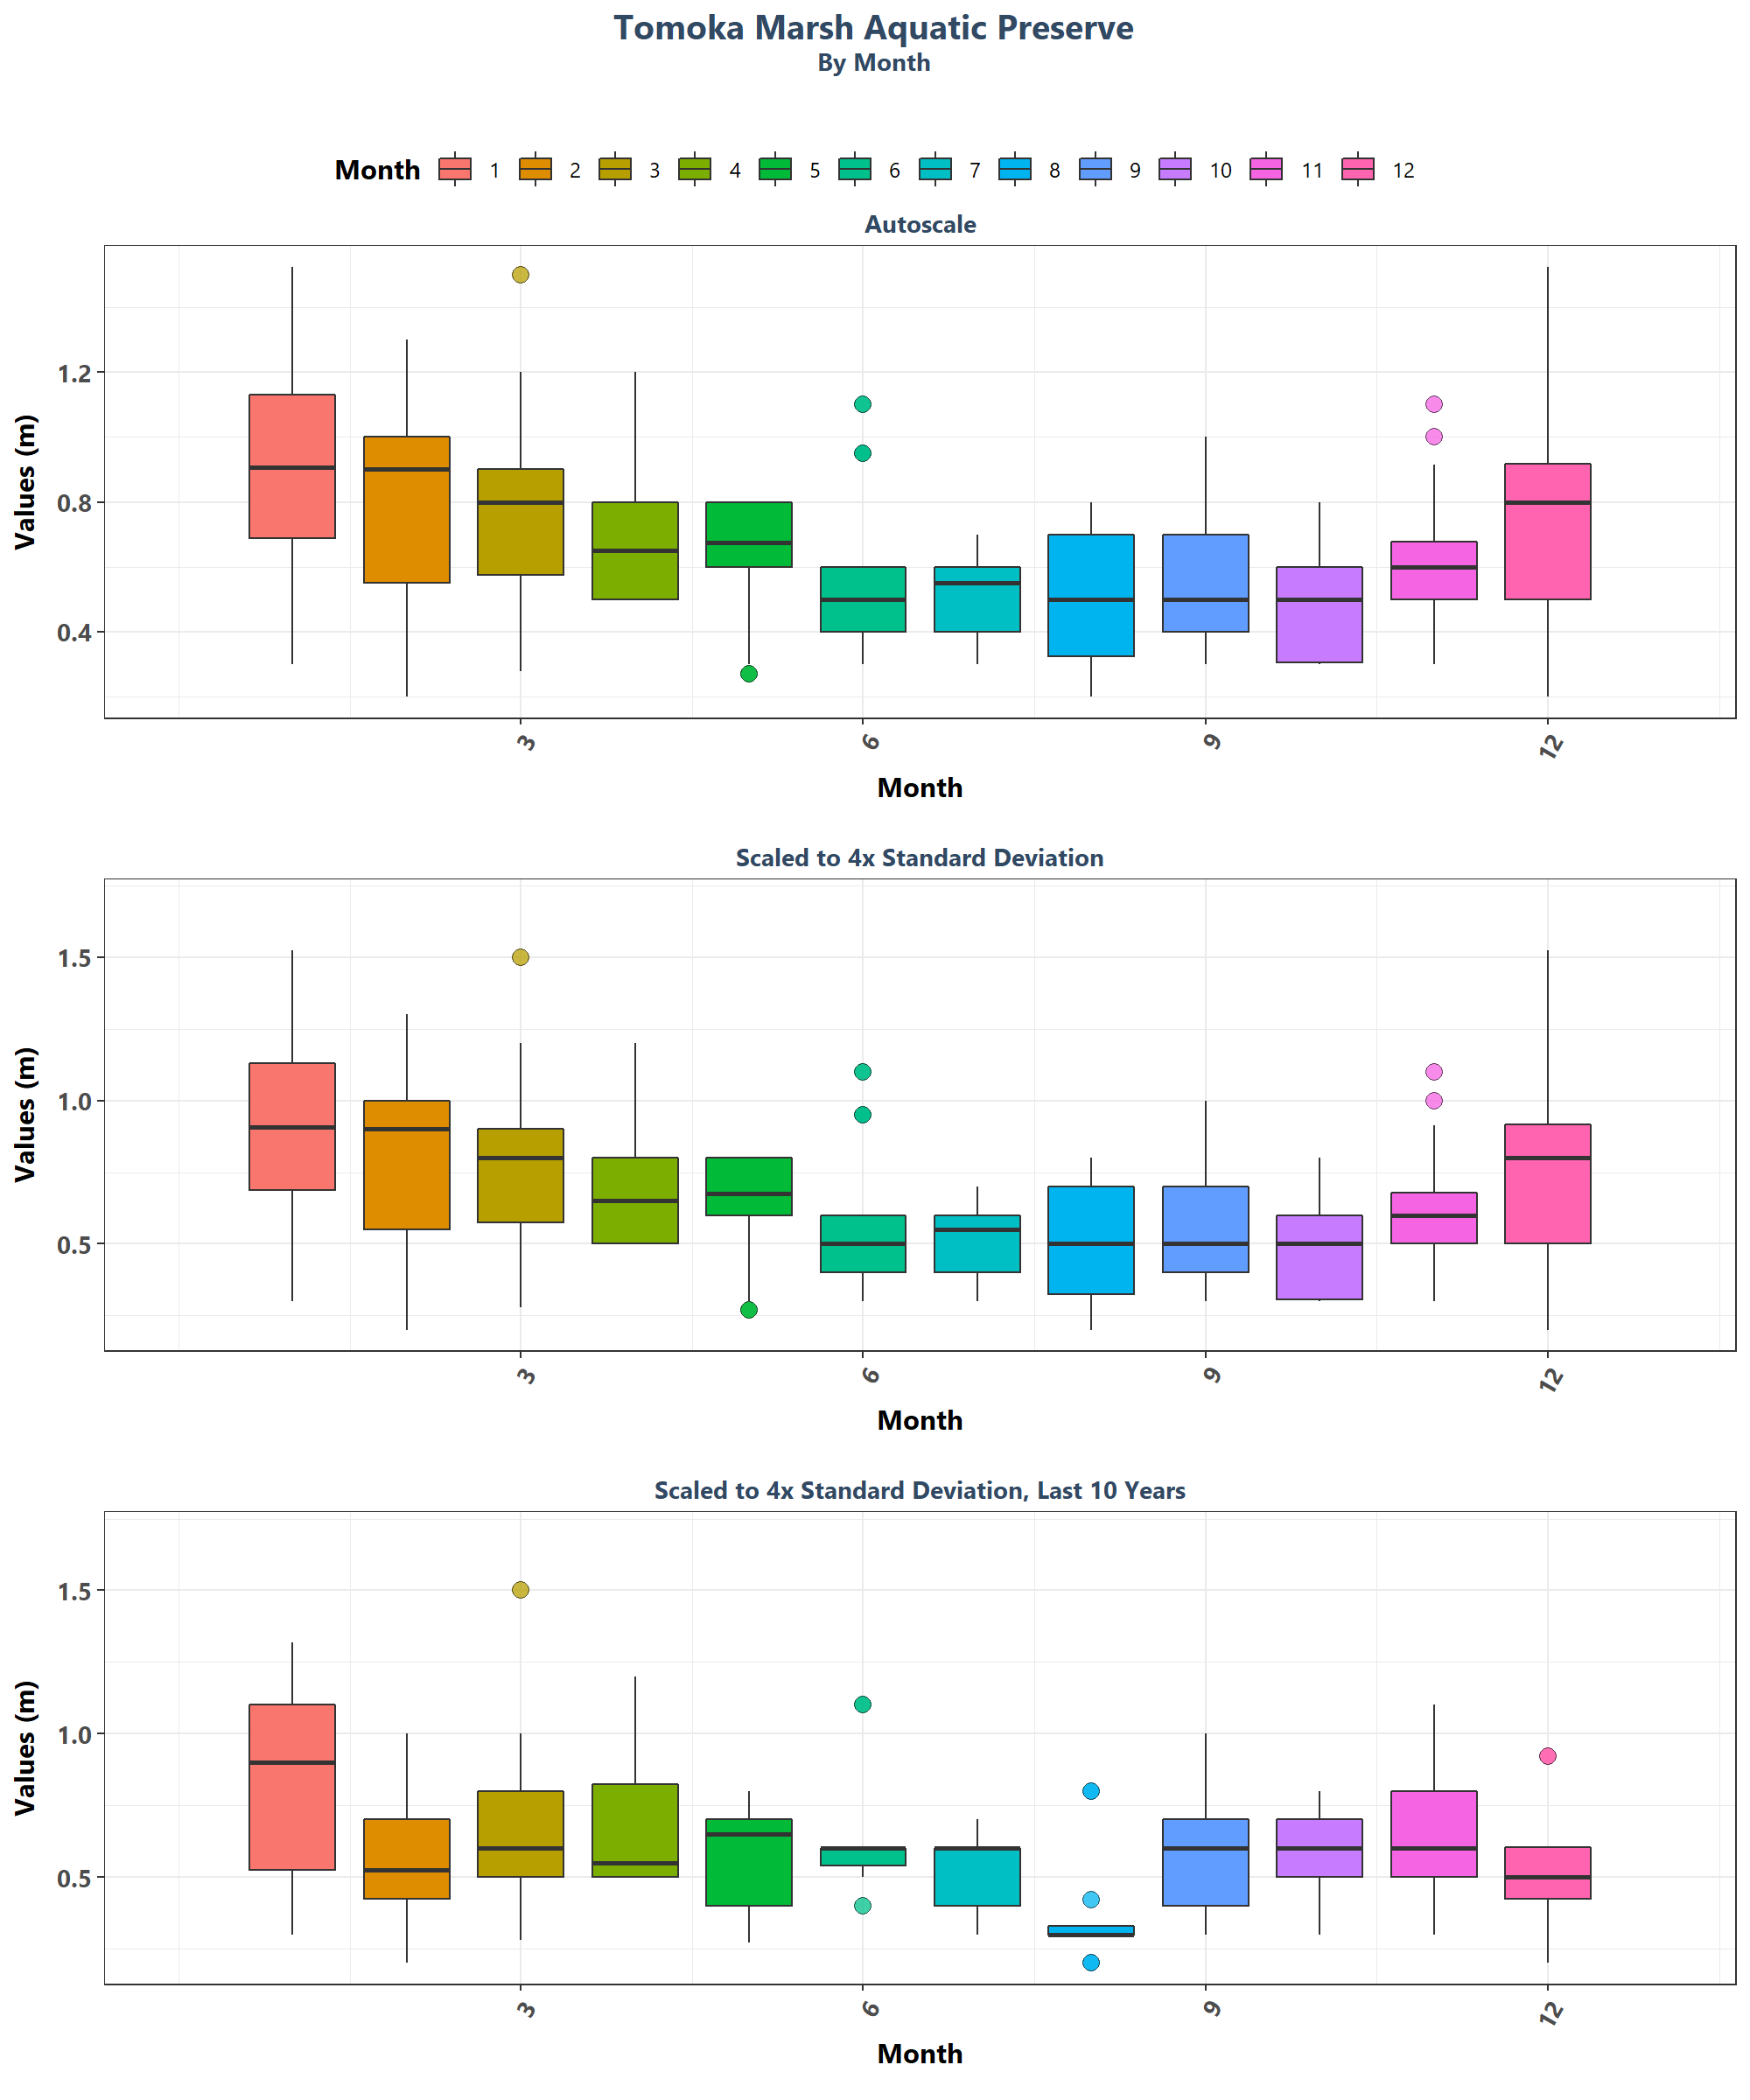 Tomoka Marsh Aquatic Preserve
By Month
Month 1 2 3 4 5 6 7 8 9 10 11 12
Autoscale
Values (m)
1.2
0.8
0.4
3 6 9 12
Month
Scaled to 4x Standard Deviation
Values (m)
1.5
1.0
0.5
3 6 9 12
Month
Scaled to 4x Standard Deviation, Last 10 Years
Values (m)
1.5
1.0
0.5
3 6 9 12
Month